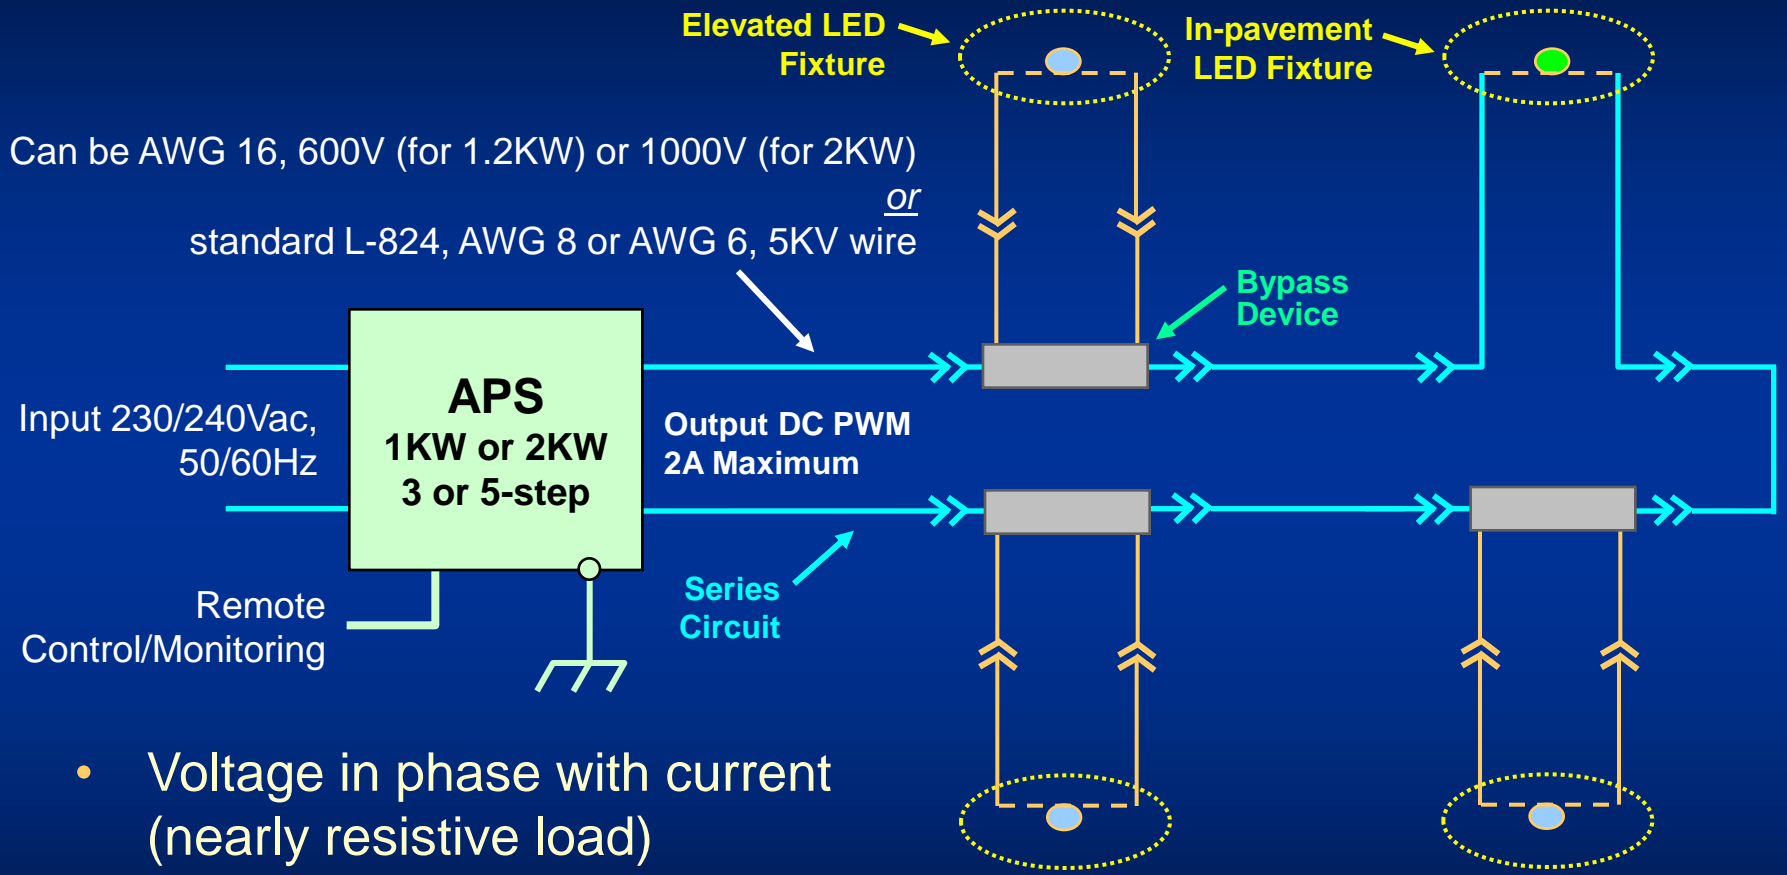 Elevated LED
Fixture
In-pavement
LED Fixture
Can be AWG 16, 600V (for 1.2KW) or 1000V (for 2KW)
or
standard L-824, AWG 8 or AWG 6, 5KV wire
Bypass
Device
APS
1KW or 2KW
3 or 5-step
Input 230/240Vac,
50/60Hz
Output DC PWM
2A Maximum
Series
Circuit
Remote
Control/Monitoring
• Voltage in phase with current
(nearly resistive load)